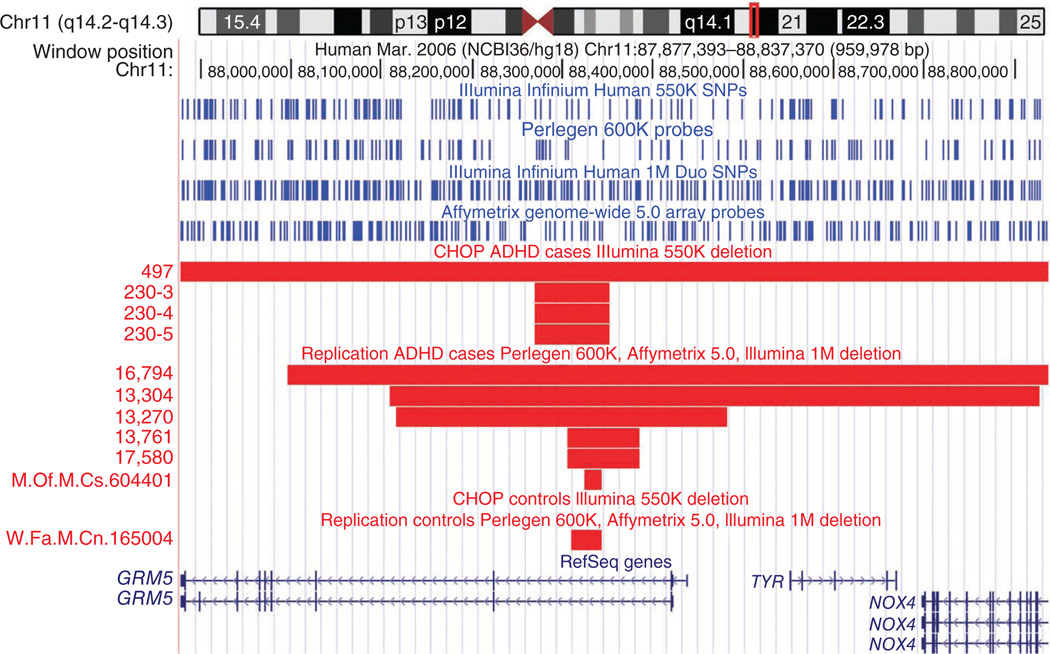 Chr11 (q14.2-q14.3) 15.4 p13 p12 q14.1 21 22.3 25
Window position Human Mar. 2006 (NCBI36/hg18) Chr11:87,877,393–88,837,370 (959,978 bp)
Chr11: 88,000,000 88,100,000 88,200,000 88,300,000 88,400,000 88,500,000 88,600,000 88,700,000 88,800,000
Illumina Infinium Human 550K SNPs
Perlegen 600K probes
Illumina Infinium Human 1M Duo SNPs
Affymetrix genome-wide 5.0 array probes
CHOP ADHD cases Illumina 550K deletion
497
230-3
230-4
230-5
Replication ADHD cases Perlegen 600K, Affymetrix 5.0, Illumina 1M deletion
16,794
13,304
13,270
13,761
17,580
M.Of.M.Cs.604401
CHOP controls Illumina 550K deletion
Replication controls Perlegen 600K, Affymetrix 5.0, Illumina 1M deletion
W.Fa.M.Cn.165004
RefSeq genes
GRM5 TYR
GRM5 NOX4
NOX4
NOX4